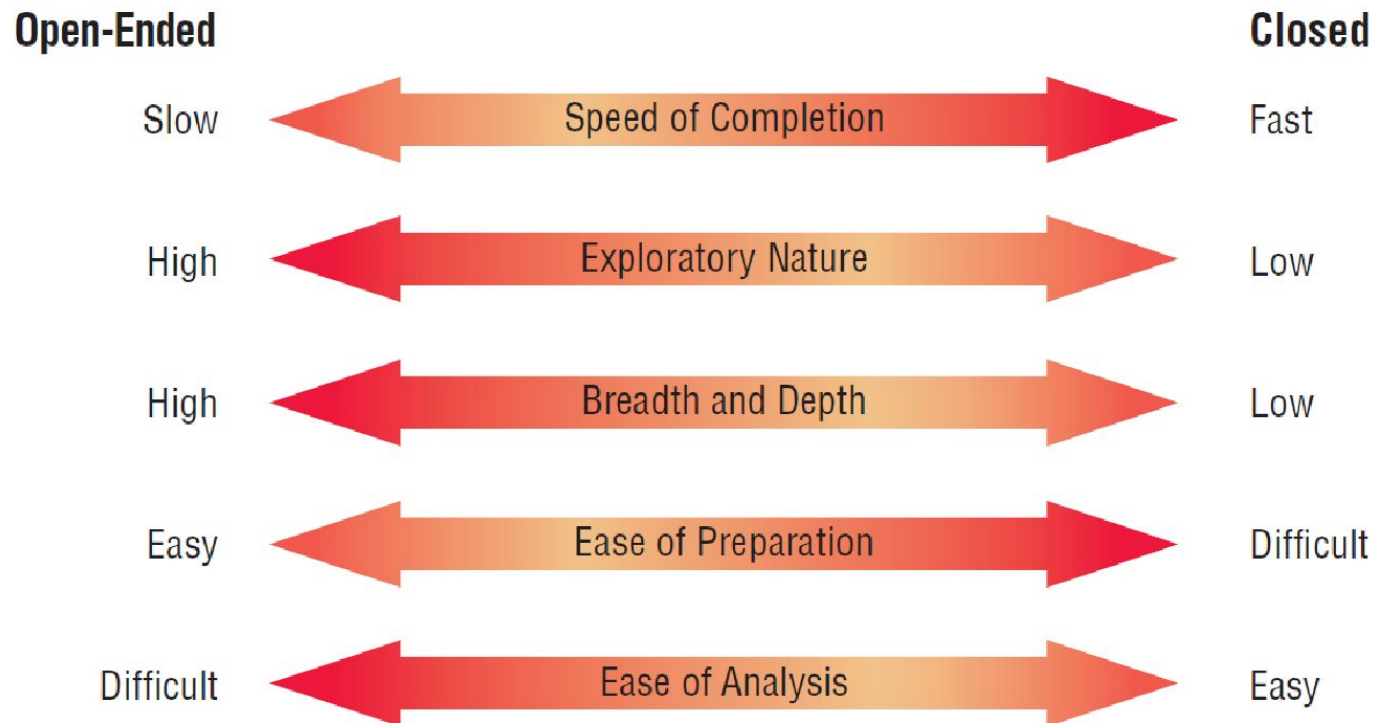 Open-Ended Closed
Slow Speed of Completion Fast
High Exploratory Nature Low
High Breadth and Depth Low
Easy Ease of Preparation Difficult
Difficult Ease of Analysis Easy